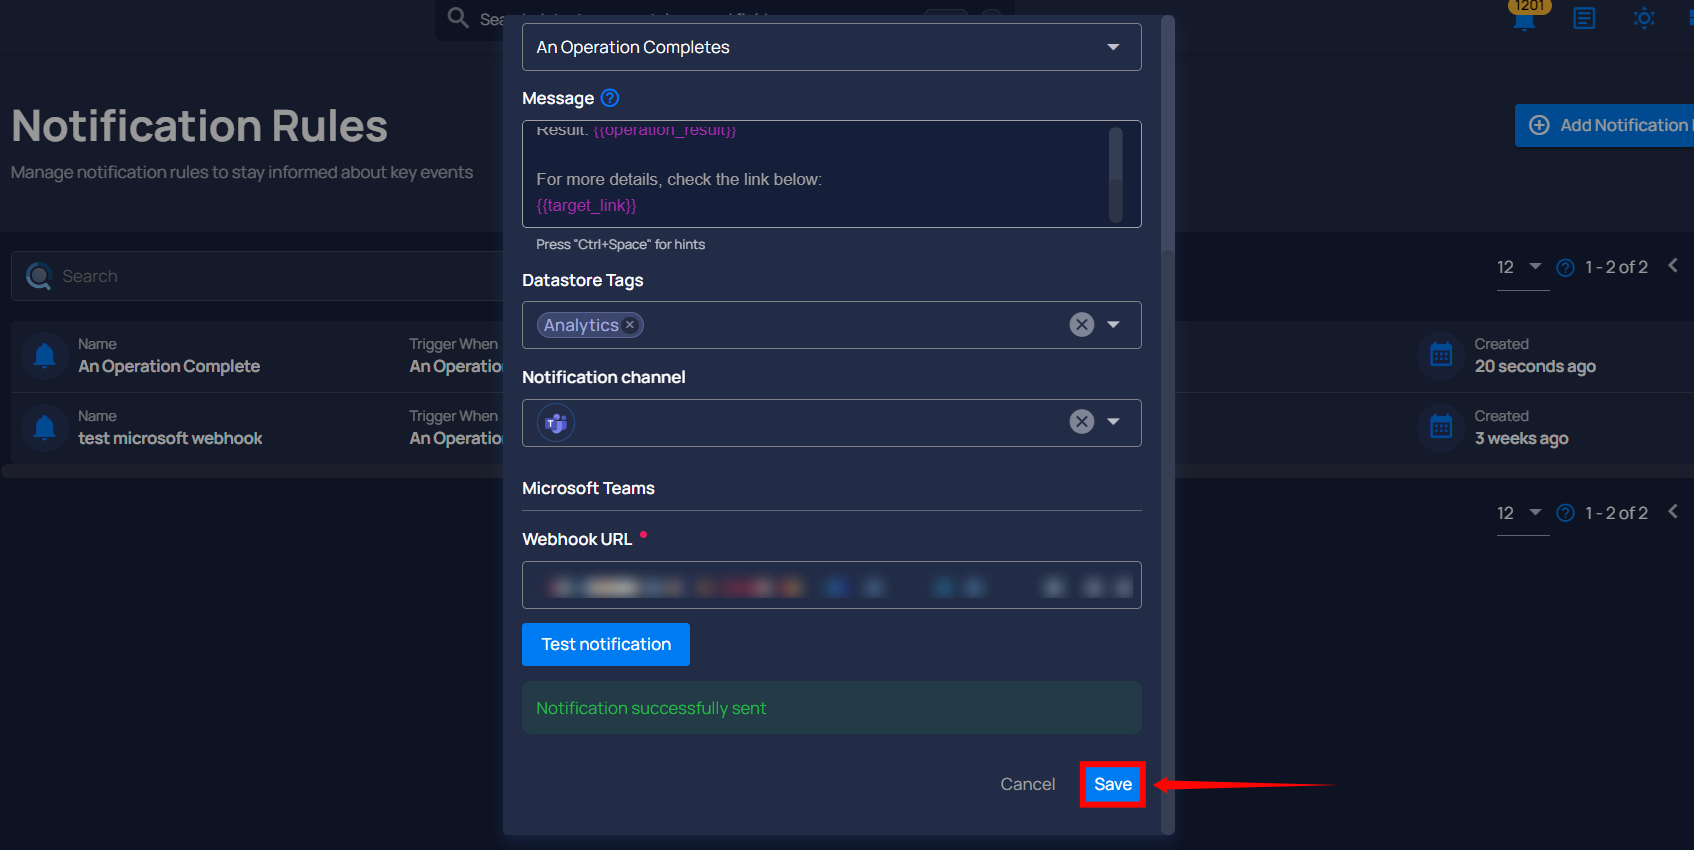 1201
An Operation Completes
Message
Notification Rules
Add Notification
Manage notification rules to stay informed about key events
Result: {{operation_result}}
For more details, check the link below:
{{target_link}}
Press "Ctrl+Space" for hints
Search
12
1 - 2 of 2
Datastore Tags
Analytics
Name
Trigger When
Created
An Operation Complete
An Operatio
20 seconds ago
Notification channel
Name
Trigger When
Created
test microsoft webhook
An Operatio
3 weeks ago
Microsoft Teams
12
1 - 2 of 2
Webhook URL
Test notification
Notification successfully sent
Cancel
Save